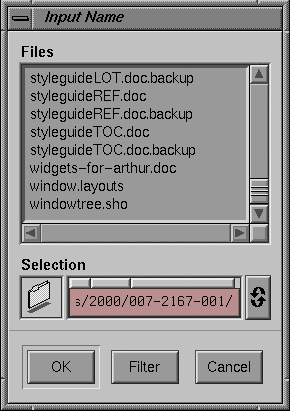 Input Name
Files
styleguideLOT.doc.backup
styleguideREF.doc
styleguideREF.doc.backup
styleguideTOC.doc
styleguideTOC.doc.backup
widgets-for-arthur.doc
window.layouts
windowtree.sho
Selection
s/2000/007-2167-001/
OK Filter Cancel